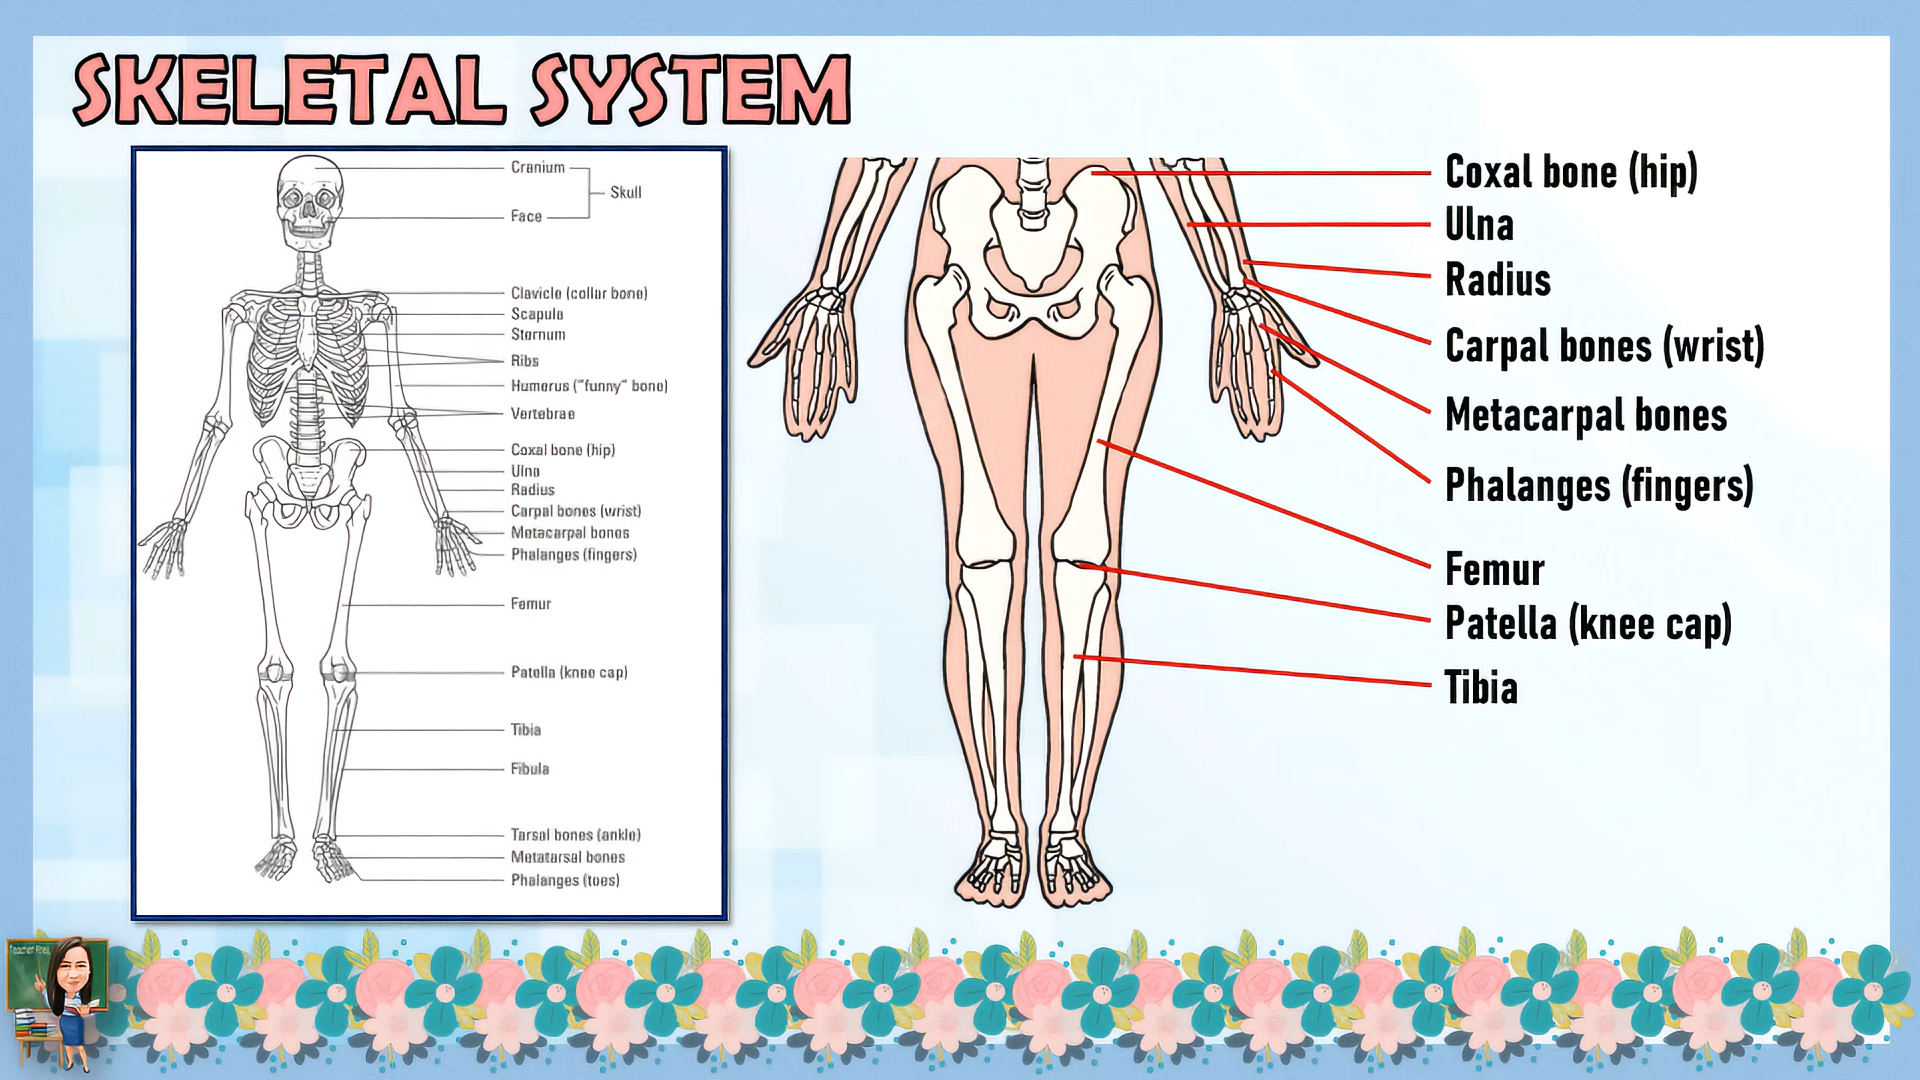 SKELETAL SYSTEM
Cranium
Skull
Face
Clavicle (collar bone)
Scapula
Sternum
Ribs
Humerus ("funny" bone)
Vertebrae
Coxal bone (hip)
Ulna
Radius
Carpal bones (wrist)
Metacarpal bones
Phalanges (fingers)
Femur
Patella (knee cap)
Tibia
Fibula
Tarsal bones (ankle)
Metatarsal bones
Phalanges (toes)
Coxal bone (hip)
Ulna
Radius
Carpal bones (wrist)
Metacarpal bones
Phalanges (fingers)
Femur
Patella (knee cap)
Tibia